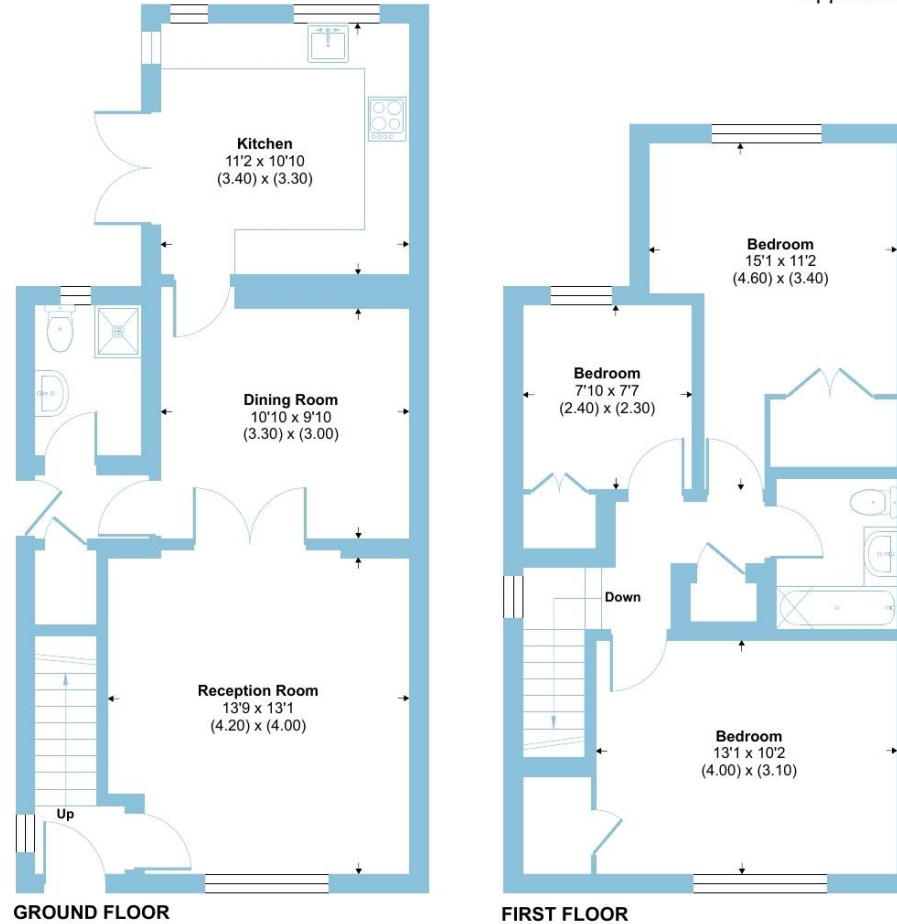 Kitchen
11'2 x 10'10
(3.40) x (3.30)
Dining Room
10'10 x 9'10
(3.30) x (3.00)
Reception Room
13'9 x 13'1
(4.20) x (4.00)
Up
GROUND FLOOR
Bedroom
15'1 x 11'2
(4.60) x (3.40)
Bedroom
7'10 x 7'7
(2.40) x (2.30)
Down
Bedroom
13'1 x 10'2
(4.00) x (3.10)
FIRST FLOOR